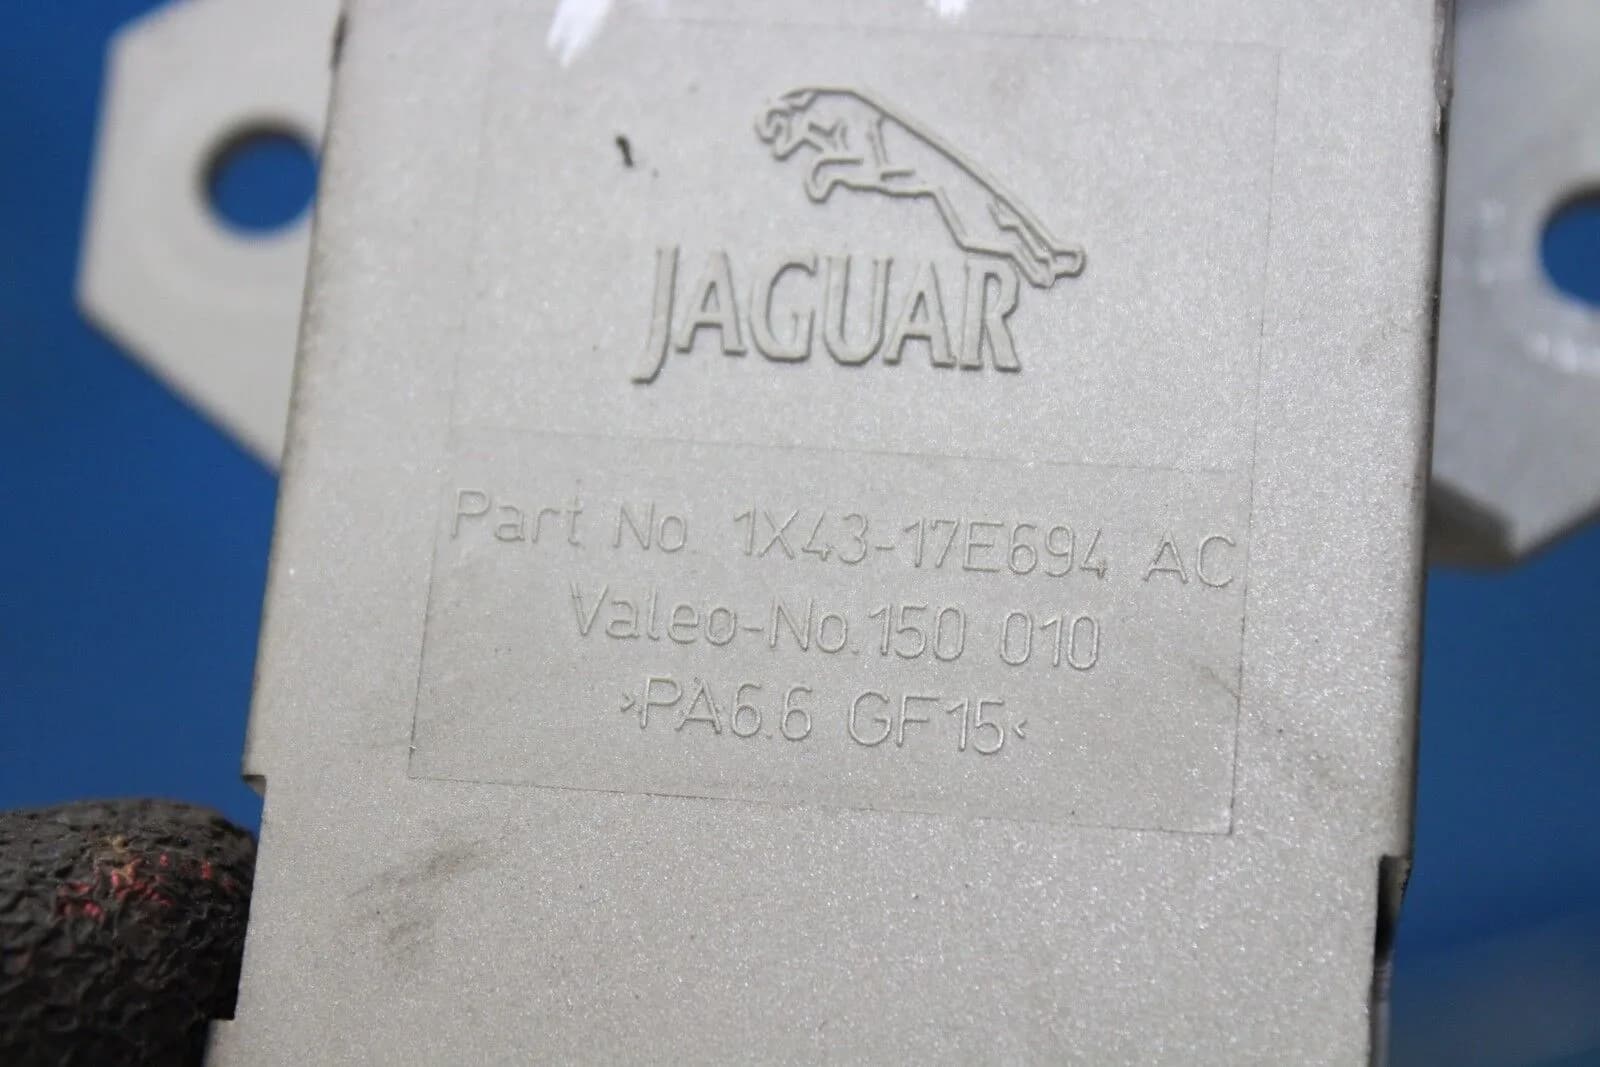 JAGUAR
Part No. 1X43-17E694 AC
Valeo-No.150 010
>PA6.6 GF15<